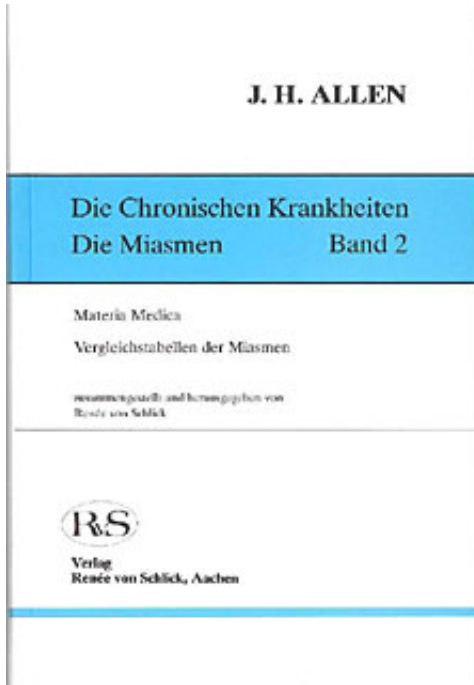 J. H. ALLEN
Die Chronischen Krankheiten
Die Miasmen Band 2
Materia Medica
Vergleichstabellen der Miasmen
zusammengestellt und herausgegeben von
Renée von Schlick
RvS
Verlag
Renée von Schlick, Aachen